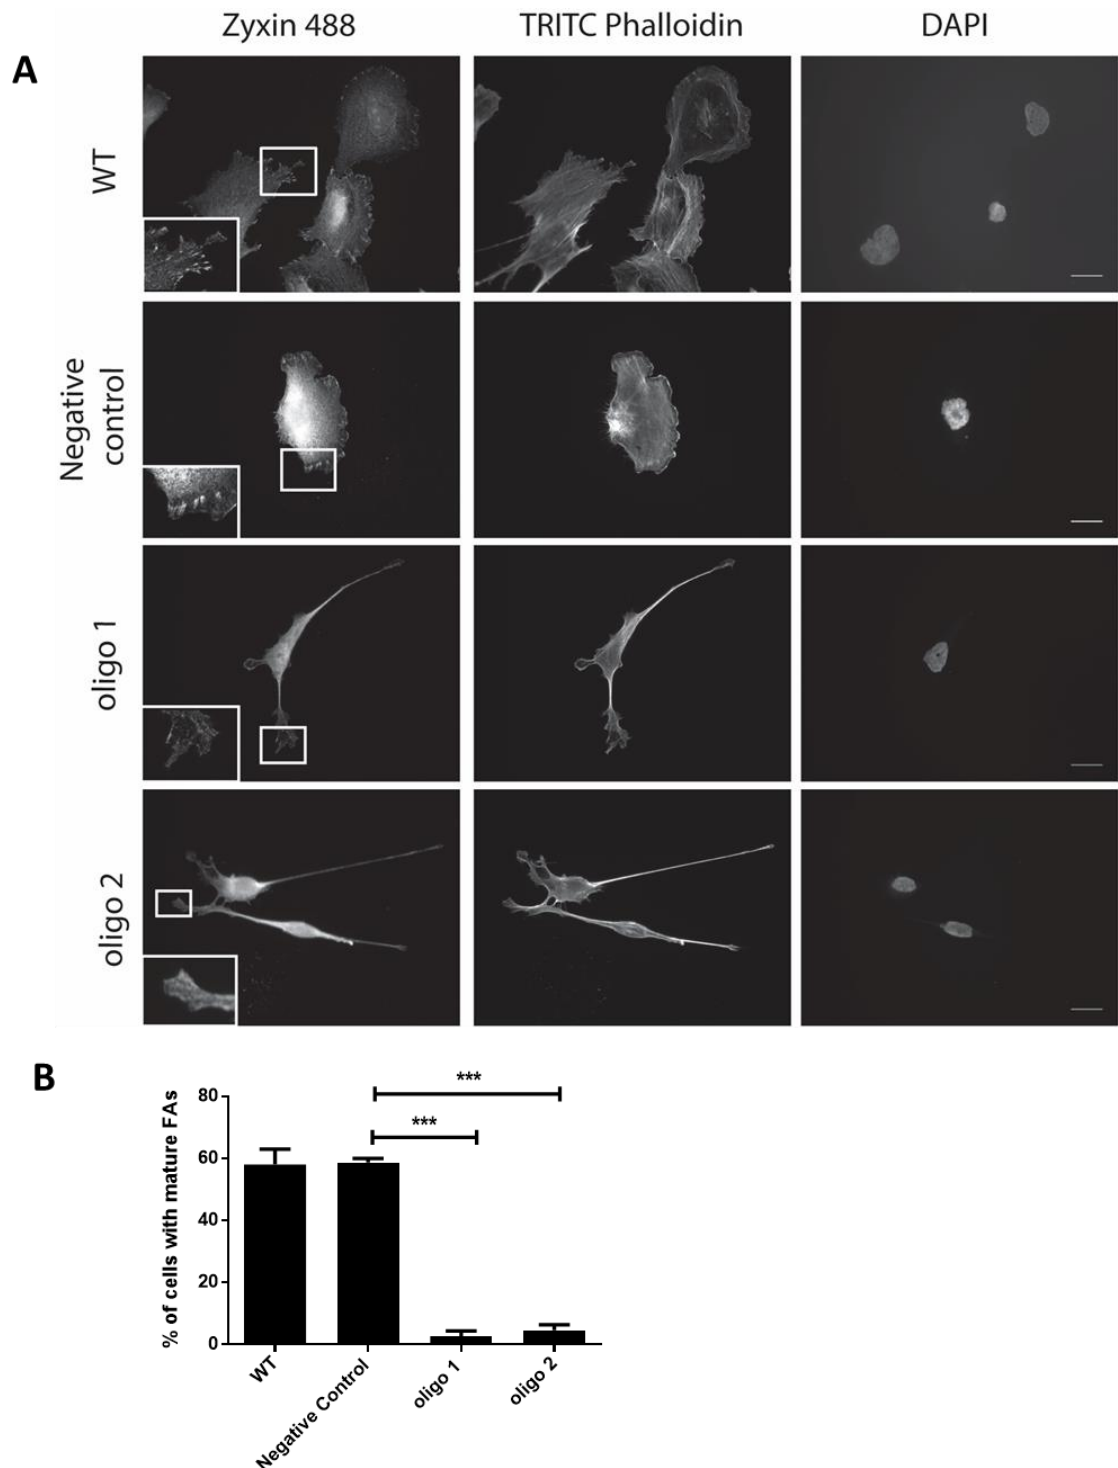 Zyxin 488
TRITC Phalloidin
DAPI
A
WT
Negative
control
oligo 1
oligo 2
B
***
***
% of cells with mature FAs
80
60
40
20
0
WT
Negative Control
oligo 1
oligo 2